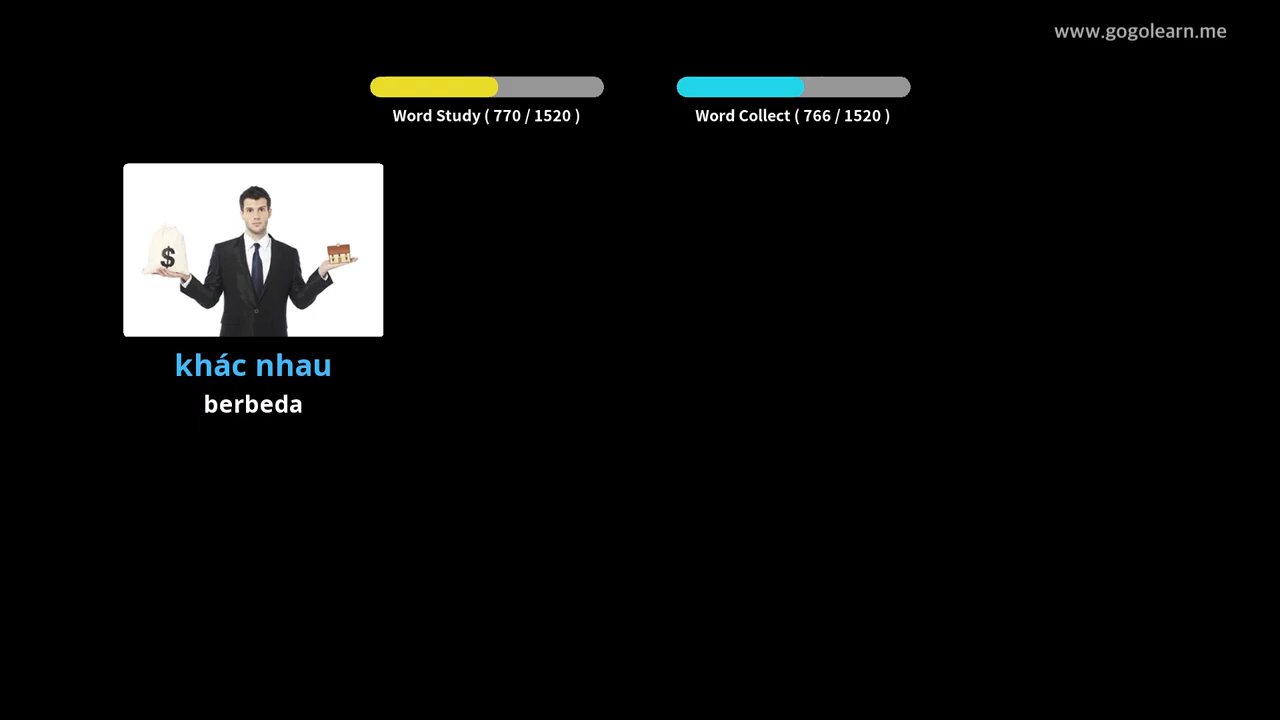 www.gogolearn.me
Word Study ( 770 / 1520 )
Word Collect ( 766 / 1520 )
$
khác nhau
berbeda